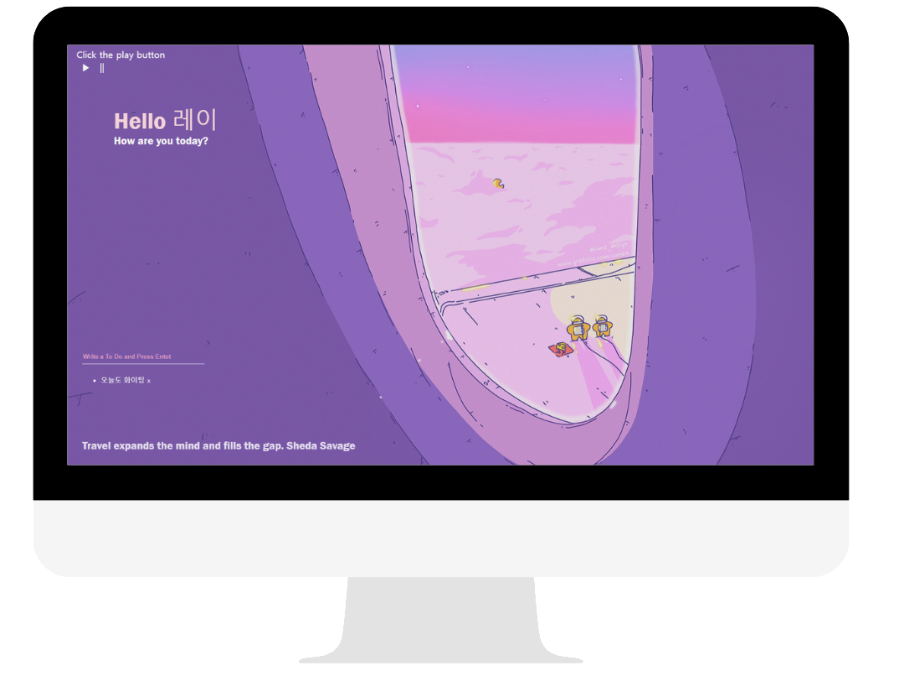 Click the play button
Hello 레이
How are you today?
Write a To Do and Press Enter
오늘도 화이팅 x
Travel expands the mind and fills the gap. Sheda Savage